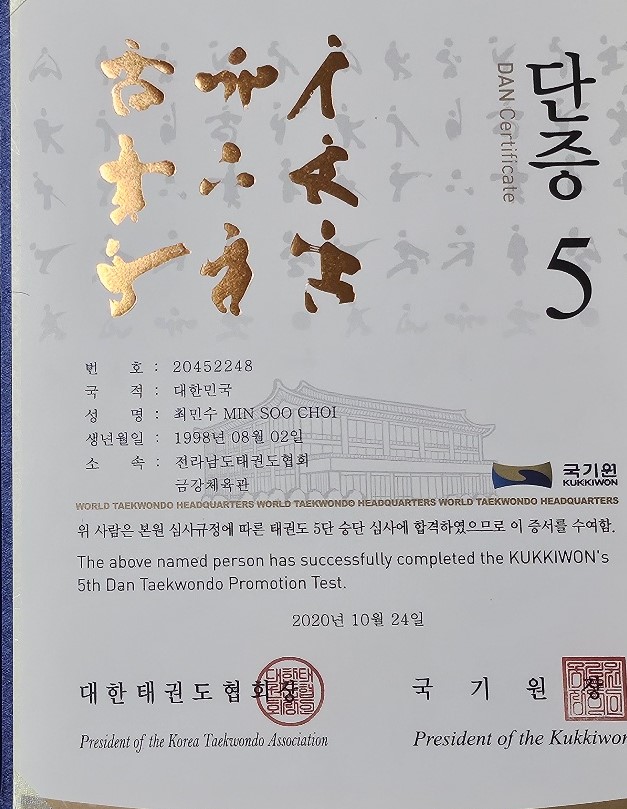 단증
DAN Certificate
5
번 호 : 20452248
국 적 : 대한민국
성 명 : 최민수 MIN SOO CHOI
생년월일 : 1998년 08월 02일
소 속 : 전라남도태권도협회
금강체육관
국기원
KUKKIWON
WORLD TAEKWONDO HEADQUARTERS WORLD TAEKWONDO HEADQUARTERS WORLD TAEKWONDO HEADQUARTERS
위 사람은 본원 심사규정에 따른 태권도 5단 승단 심사에 합격하였으므로 이 증서를 수여함.
The above named person has successfully completed the KUKKIWON's
5th Dan Taekwondo Promotion Test.
2020년 10월 24일
대한태권도협회장
국 기 원 장
President of the Korea Taekwondo Association
President of the Kukkiwon